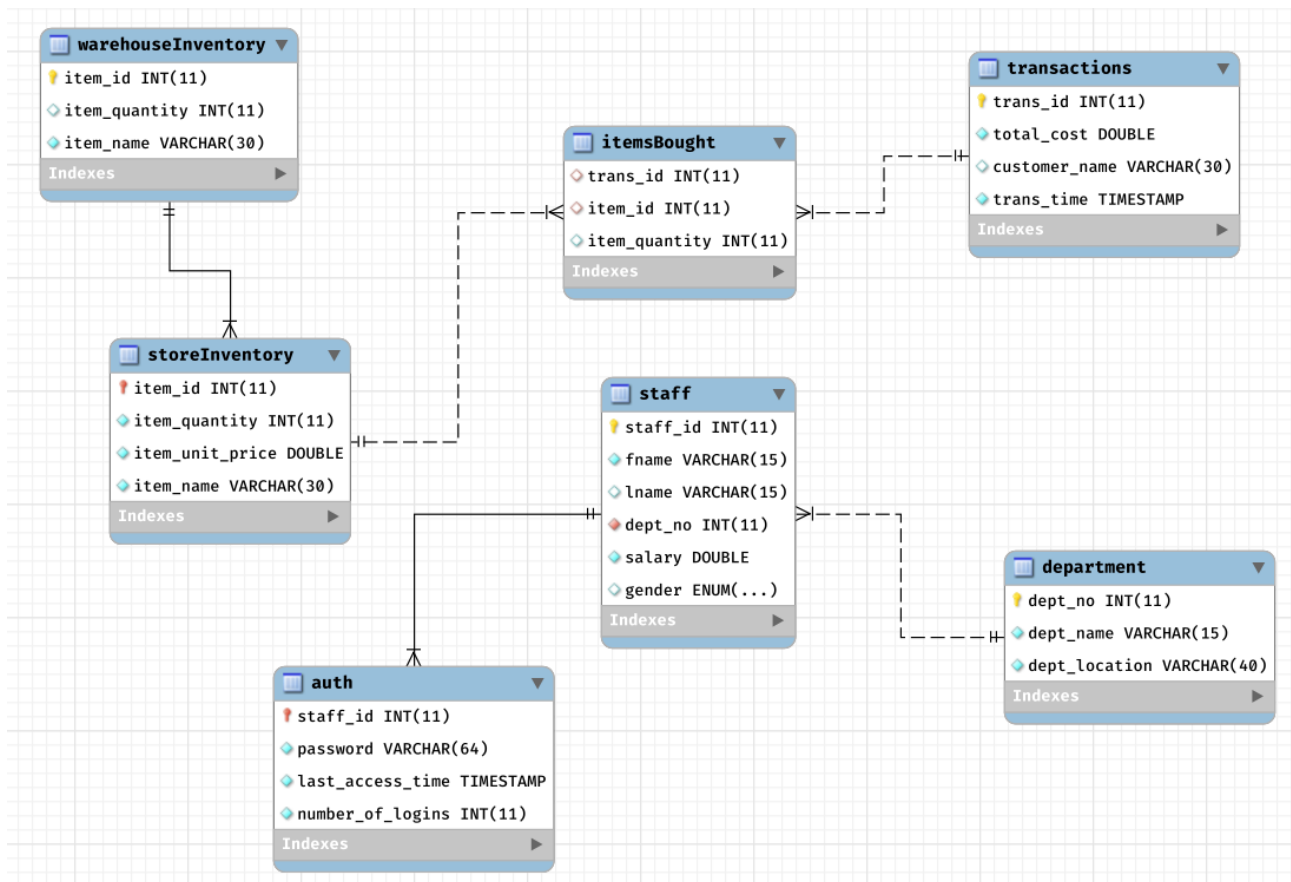 warehouseInventory
item_id INT(11)
item_quantity INT(11)
item_name VARCHAR(30)
Indexes
transactions
trans_id INT(11)
total_cost DOUBLE
customer_name VARCHAR(30)
trans_time TIMESTAMP
Indexes
itemsBought
trans_id INT(11)
item_id INT(11)
item_quantity INT(11)
Indexes
storeInventory
item_id INT(11)
item_quantity INT(11)
item_unit_price DOUBLE
item_name VARCHAR(30)
Indexes
staff
staff_id INT(11)
fname VARCHAR(15)
lname VARCHAR(15)
dept_no INT(11)
salary DOUBLE
gender ENUM(...)
Indexes
department
dept_no INT(11)
dept_name VARCHAR(15)
dept_location VARCHAR(40)
Indexes
auth
staff_id INT(11)
password VARCHAR(64)
last_access_time TIMESTAMP
number_of_logins INT(11)
Indexes